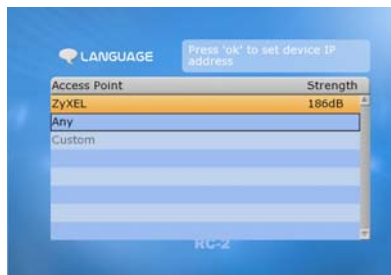 LANGUAGE
Press 'ok' to set device IP
address
Access Point Strength
ZyXEL 186dB
Any
Custom
RC-2